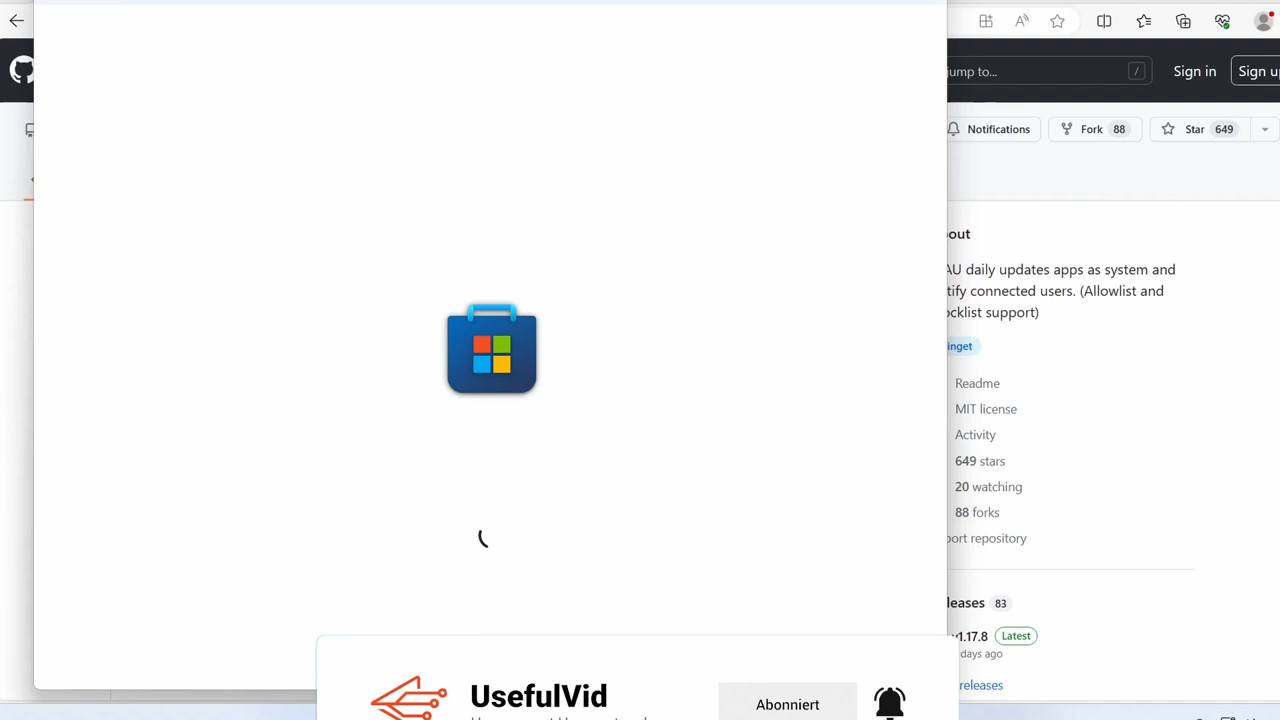 jump to...
/
Sign in
Sign up
Notifications
Fork 88
Star 649
out
AU daily updates apps as system and
tify connected users. (Allowlist and
cklist support)
inget
Readme
MIT license
Activity
649 stars
20 watching
88 forks
ort repository
leases 83
v1.17.8 Latest
days ago
releases
UsefulVid
Abonniert